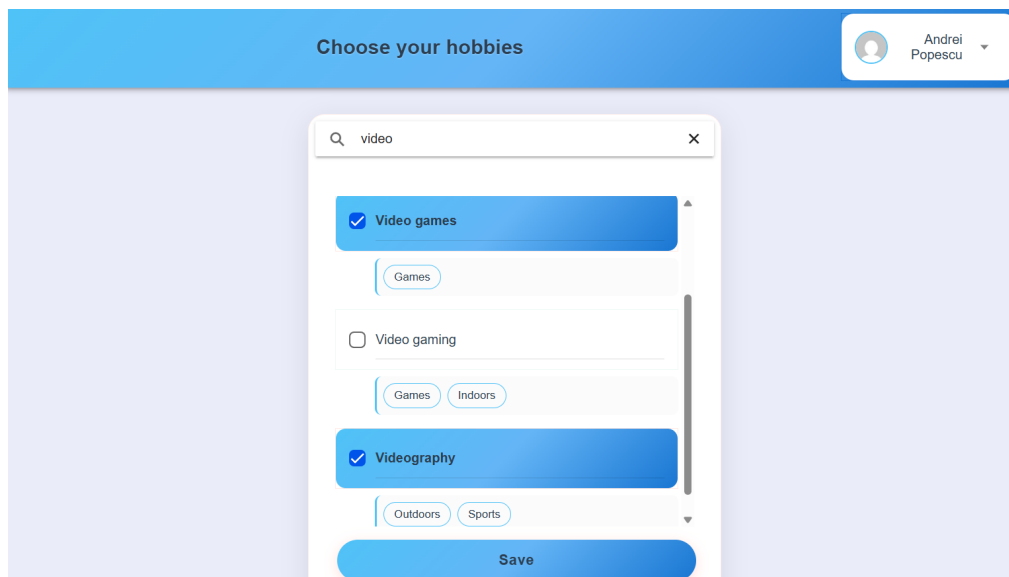 Choose your hobbies
Andrei
Popescu
video
Video games
Games
Video gaming
Games Indoors
Videography
Outdoors Sports
Save